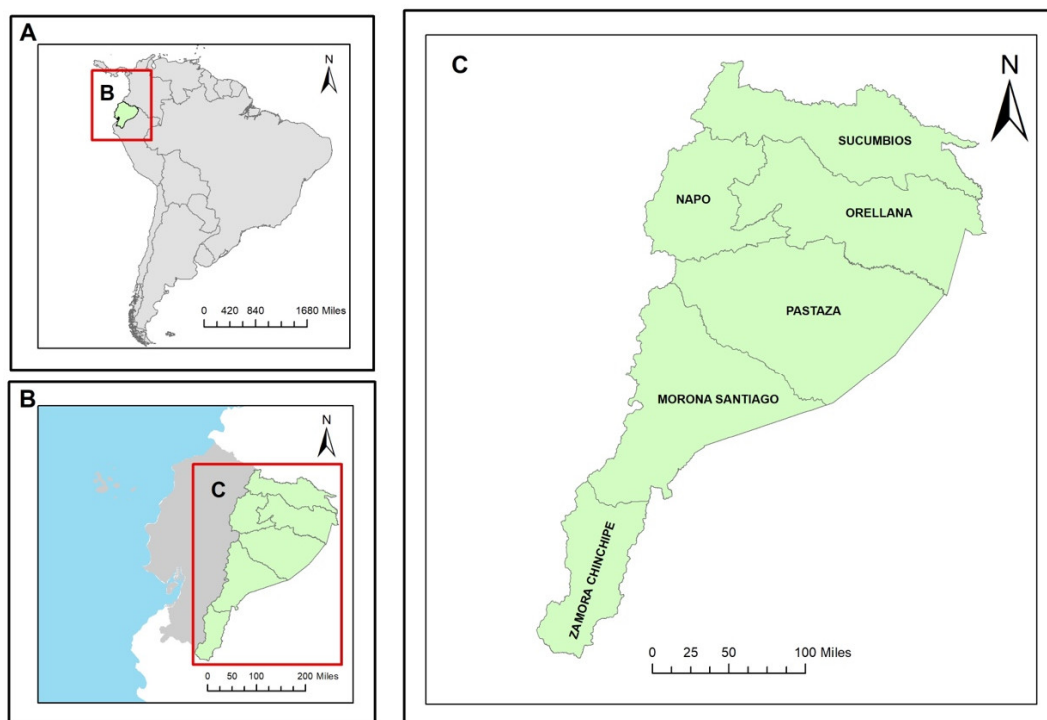 A
N
B
0 420 840 1680 Miles
B
N
C
0 50 100 200 Miles
C
N
SUCUMBIOS
NAPO
ORELLANA
PASTAZA
MORONA SANTIAGO
ZAMORA CHINCHIPE
0 25 50 100 Miles